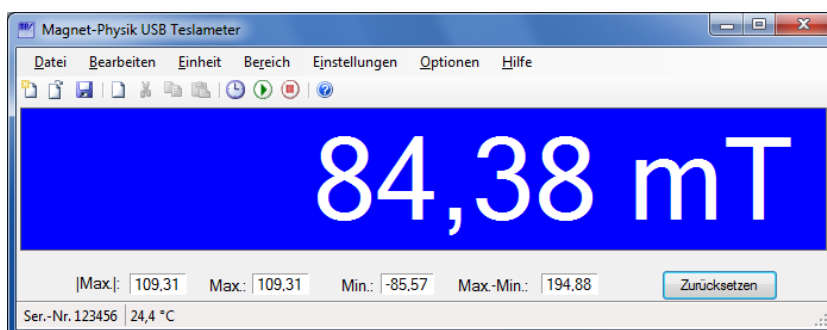 Magnet-Physik USB Teslameter
Datei Bearbeiten Einheit Bereich Einstellungen Optionen Hilfe
84,38 mT
|Max.|: 109,31 Max.: 109,31 Min.: -85,57 Max.-Min.: 194,88 Zurücksetzen
Ser.-Nr. 123456 24,4 °C